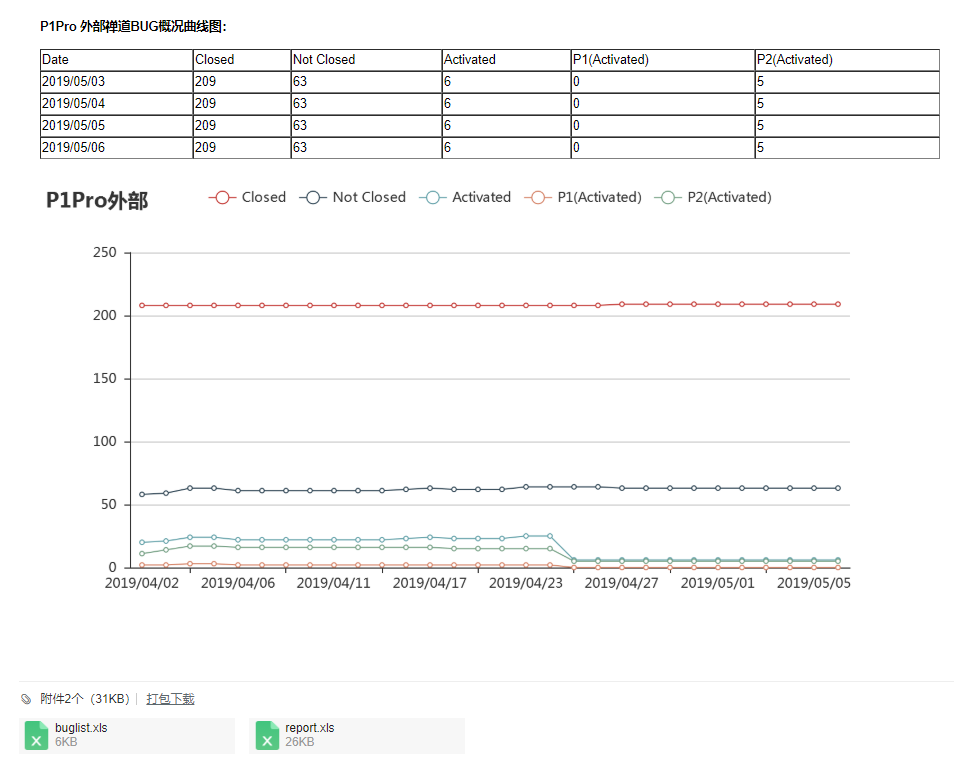 P1Pro 外部禅道BUG概况曲线图：
Date Closed Not Closed Activated P1(Activated) P2(Activated)
2019/05/03 209 63 6 0 5
2019/05/04 209 63 6 0 5
2019/05/05 209 63 6 0 5
2019/05/06 209 63 6 0 5
P1Pro外部 Closed Not Closed Activated P1(Activated) P2(Activated)
250
200
150
100
50
0
2019/04/02 2019/04/06 2019/04/11 2019/04/17 2019/04/23 2019/04/27 2019/05/01 2019/05/05
附件2个（31KB） 打包下载
buglist.xls report.xls
6KB 26KB